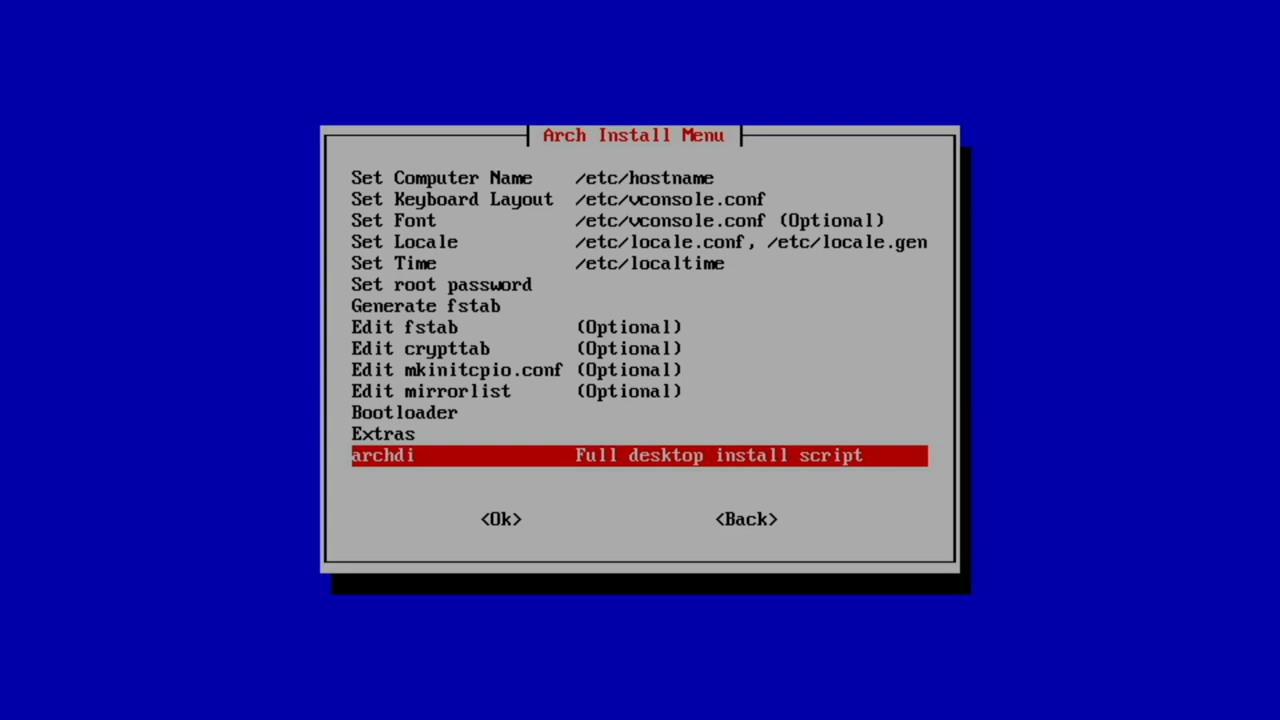 Arch Install Menu
Set Computer Name /etc/hostname
Set Keyboard Layout /etc/vconsole.conf
Set Font /etc/vconsole.conf (Optional)
Set Locale /etc/locale.conf, /etc/locale.gen
Set Time /etc/localtime
Set root password
Generate fstab
Edit fstab (Optional)
Edit crypttab (Optional)
Edit mkinitcpio.conf (Optional)
Edit mirrorlist (Optional)
Bootloader
Extras
archdi Full desktop install script
<Ok> <Back>